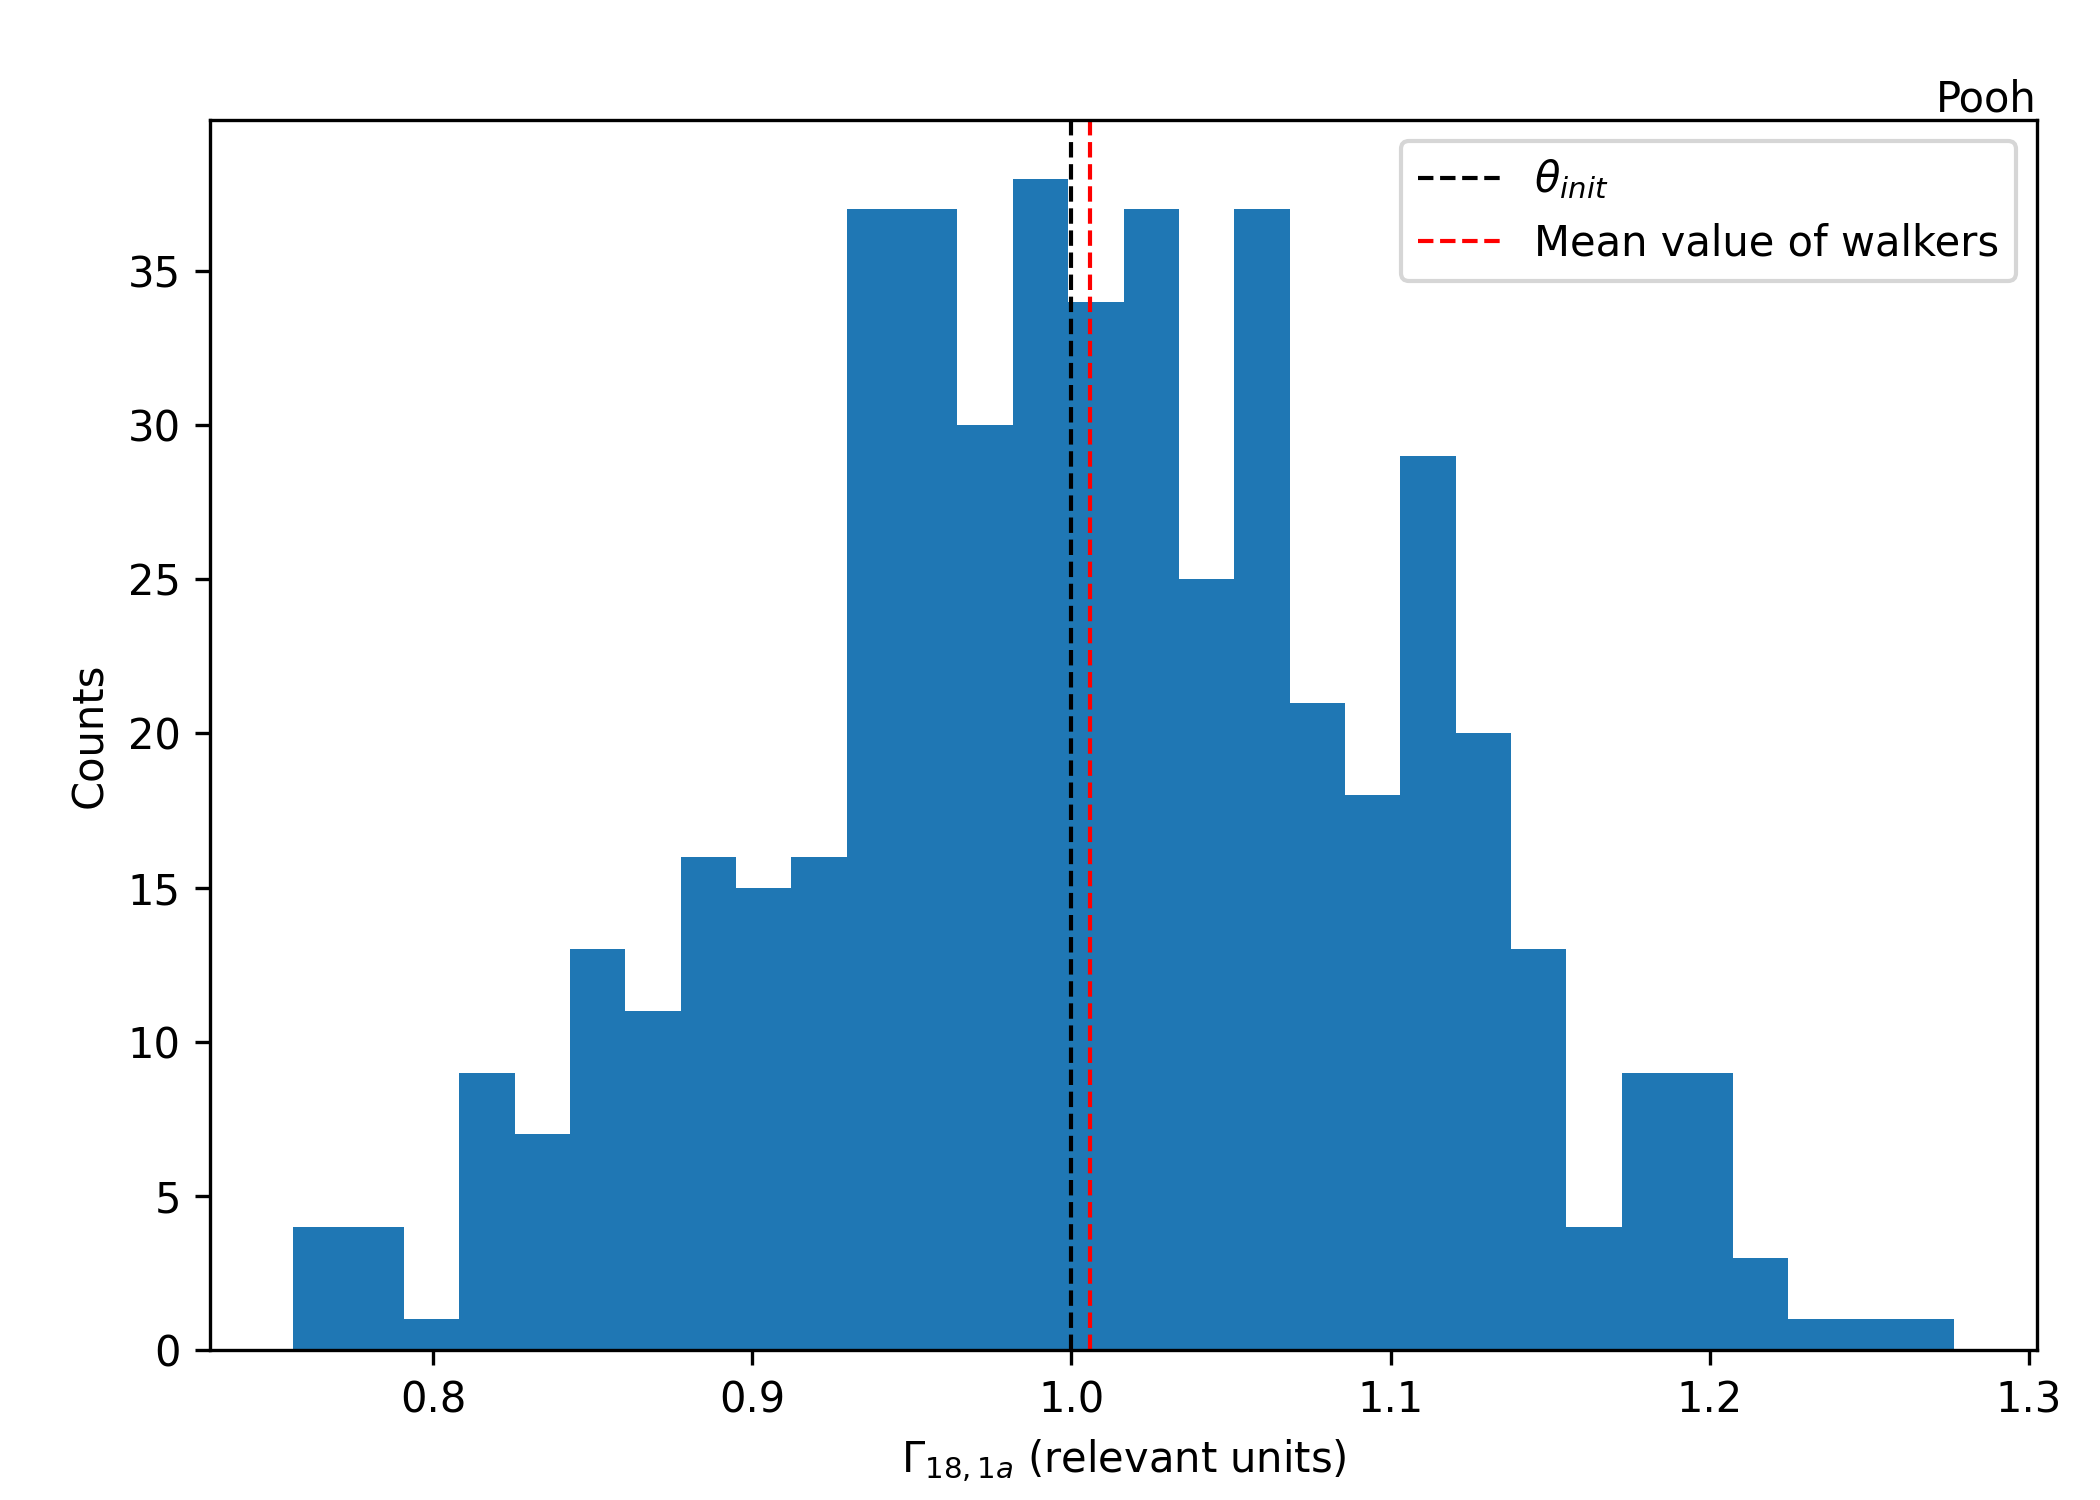 Pooh
θinit
Mean value of walkers
Counts
35
30
25
20
15
10
5
0
0.8 0.9 1.0 1.1 1.2 1.3
Γ18,1a (relevant units)